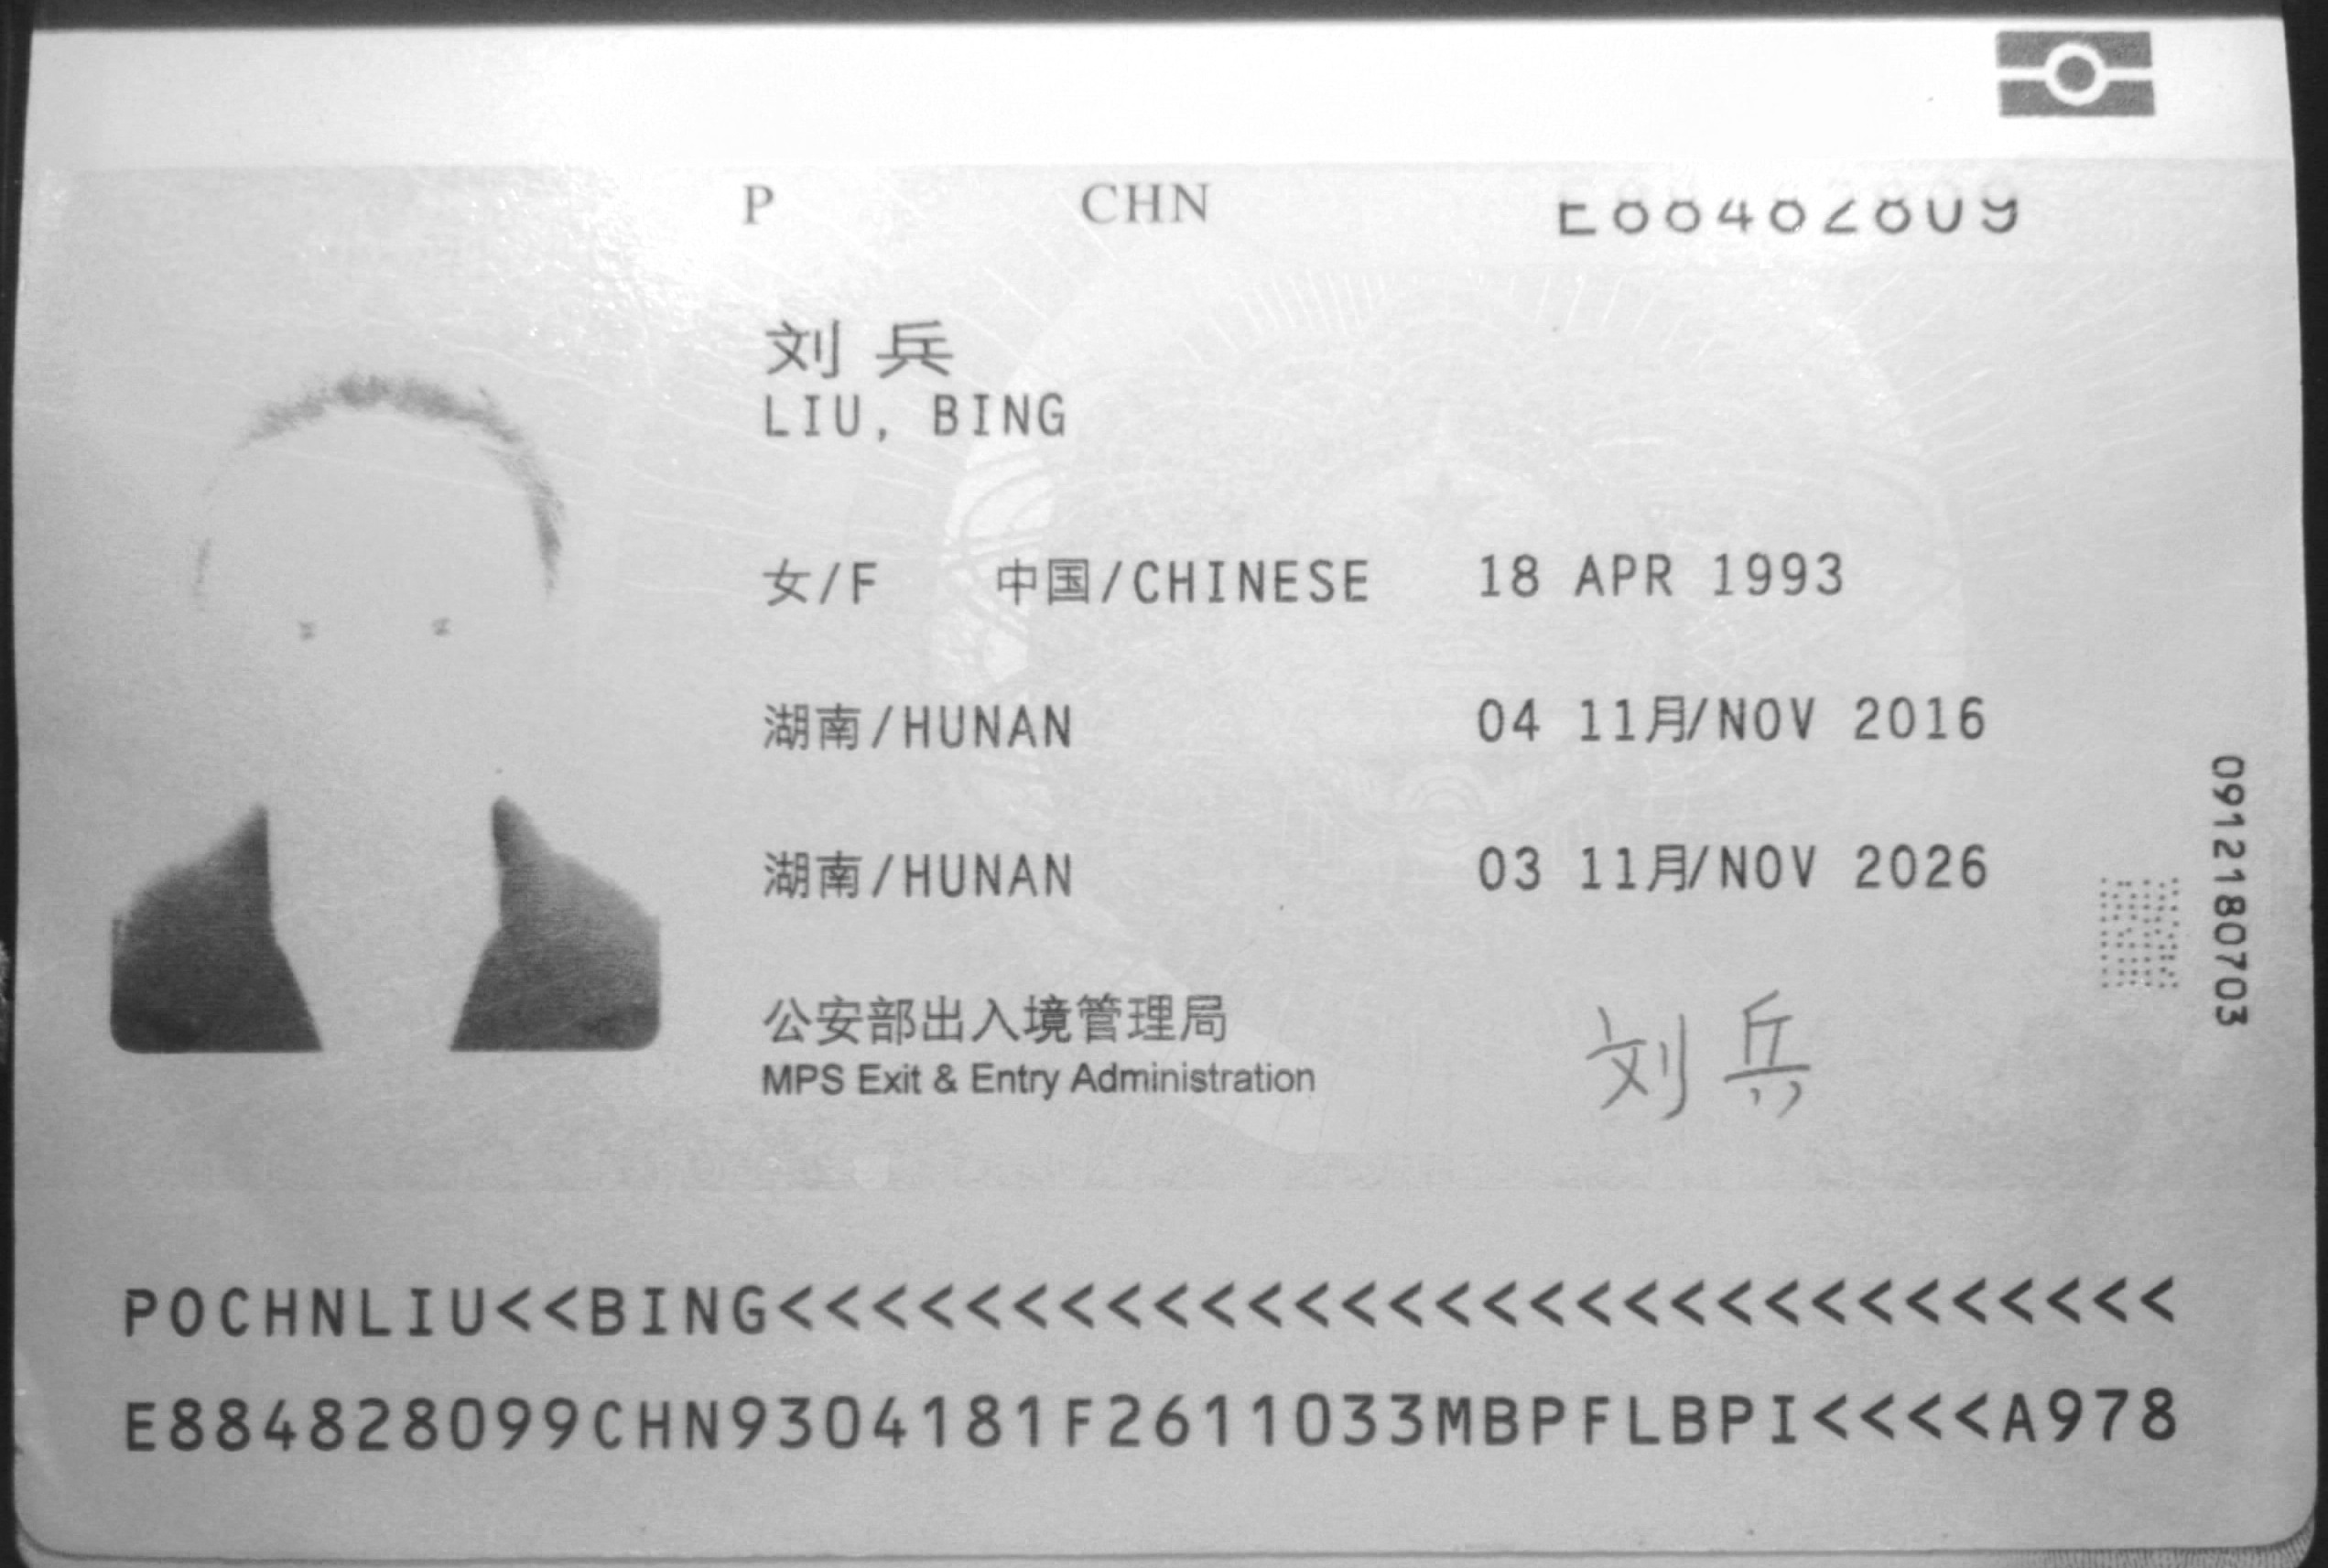 P CHN E88482809
刘 兵
LIU, BING
女/F 中国/CHINESE 18 APR 1993
湖南/HUNAN 04 11月/NOV 2016
湖南/HUNAN 03 11月/NOV 2026
公安部出入境管理局
MPS Exit & Entry Administration
刘兵
0912180703
POCHNLIU<<BING<<<<<<<<<<<<<<<<<<<<<<<<<<<<<<
E884828099CHN9304181F2611033MBPFLBPI<<<<A978